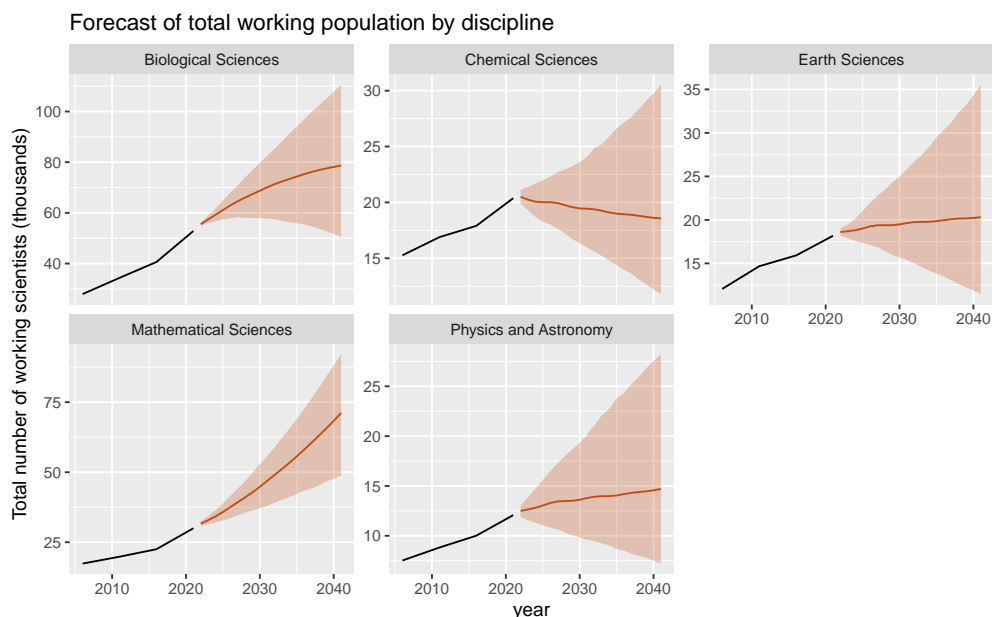 Forecast of total working population by discipline
Biological Sciences
Chemical Sciences
Earth Sciences
100
80
60
40
30
25
20
15
35
30
25
20
15
2010 2020 2030 2040
Mathematical Sciences
Physics and Astronomy
75
50
25
25
20
15
10
2010 2020 2030 2040
2010 2020 2030 2040
year
Total number of working scientists (thousands)